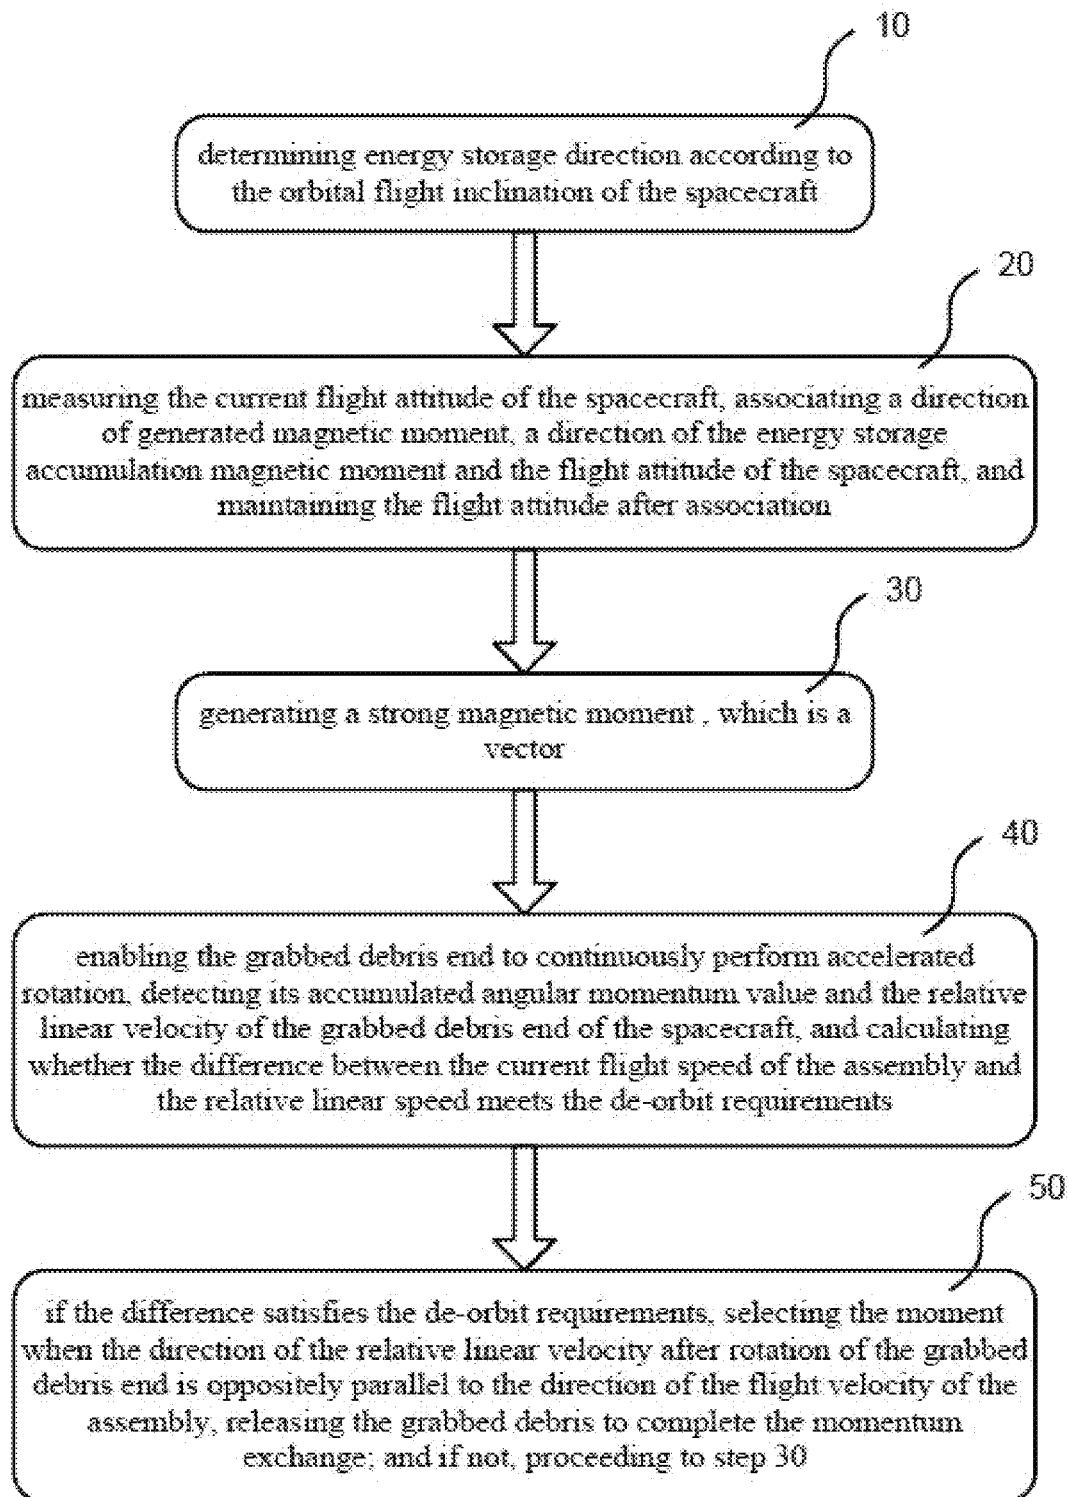 10
determining energy storage direction according to
the orbital flight inclination of the spacecraft
20
measuring the current flight attitude of the spacecraft, associating a direction
of generated magnetic moment, a direction of the energy storage
accumulation magnetic moment and the flight attitude of the spacecraft, and
maintaining the flight attitude after association
30
generating a strong magnetic moment , which is a
vector
40
enabling the grabbed debris end to continuously perform accelerated
rotation, detecting its accumulated angular momentum value and the relative
linear velocity of the grabbed debris end of the spacecraft, and calculating
whether the difference between the current flight speed of the assembly and
the relative linear speed meets the de-orbit requirements
50
if the difference satisfies the de-orbit requirements, selecting the moment
when the direction of the relative linear velocity after rotation of the grabbed
debris end is oppositely parallel to the direction of the flight velocity of the
assembly, releasing the grabbed debris to complete the momentum
exchange; and if not, proceeding to step 30